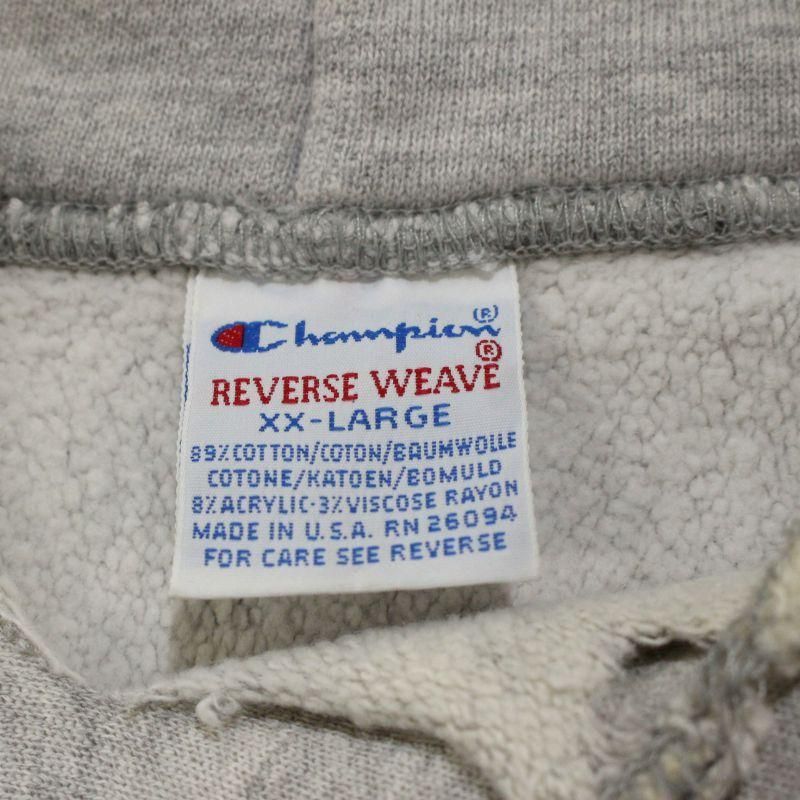 Champion®
REVERSE WEAVE®
XX-LARGE
89% COTTON/COTON/BAUMWOLLE
COTONE/KATOEN/BOMULD
8% ACRYLIC-3% VISCOSE RAYON
MADE IN U.S.A. RN 26094
FOR CARE SEE REVERSE